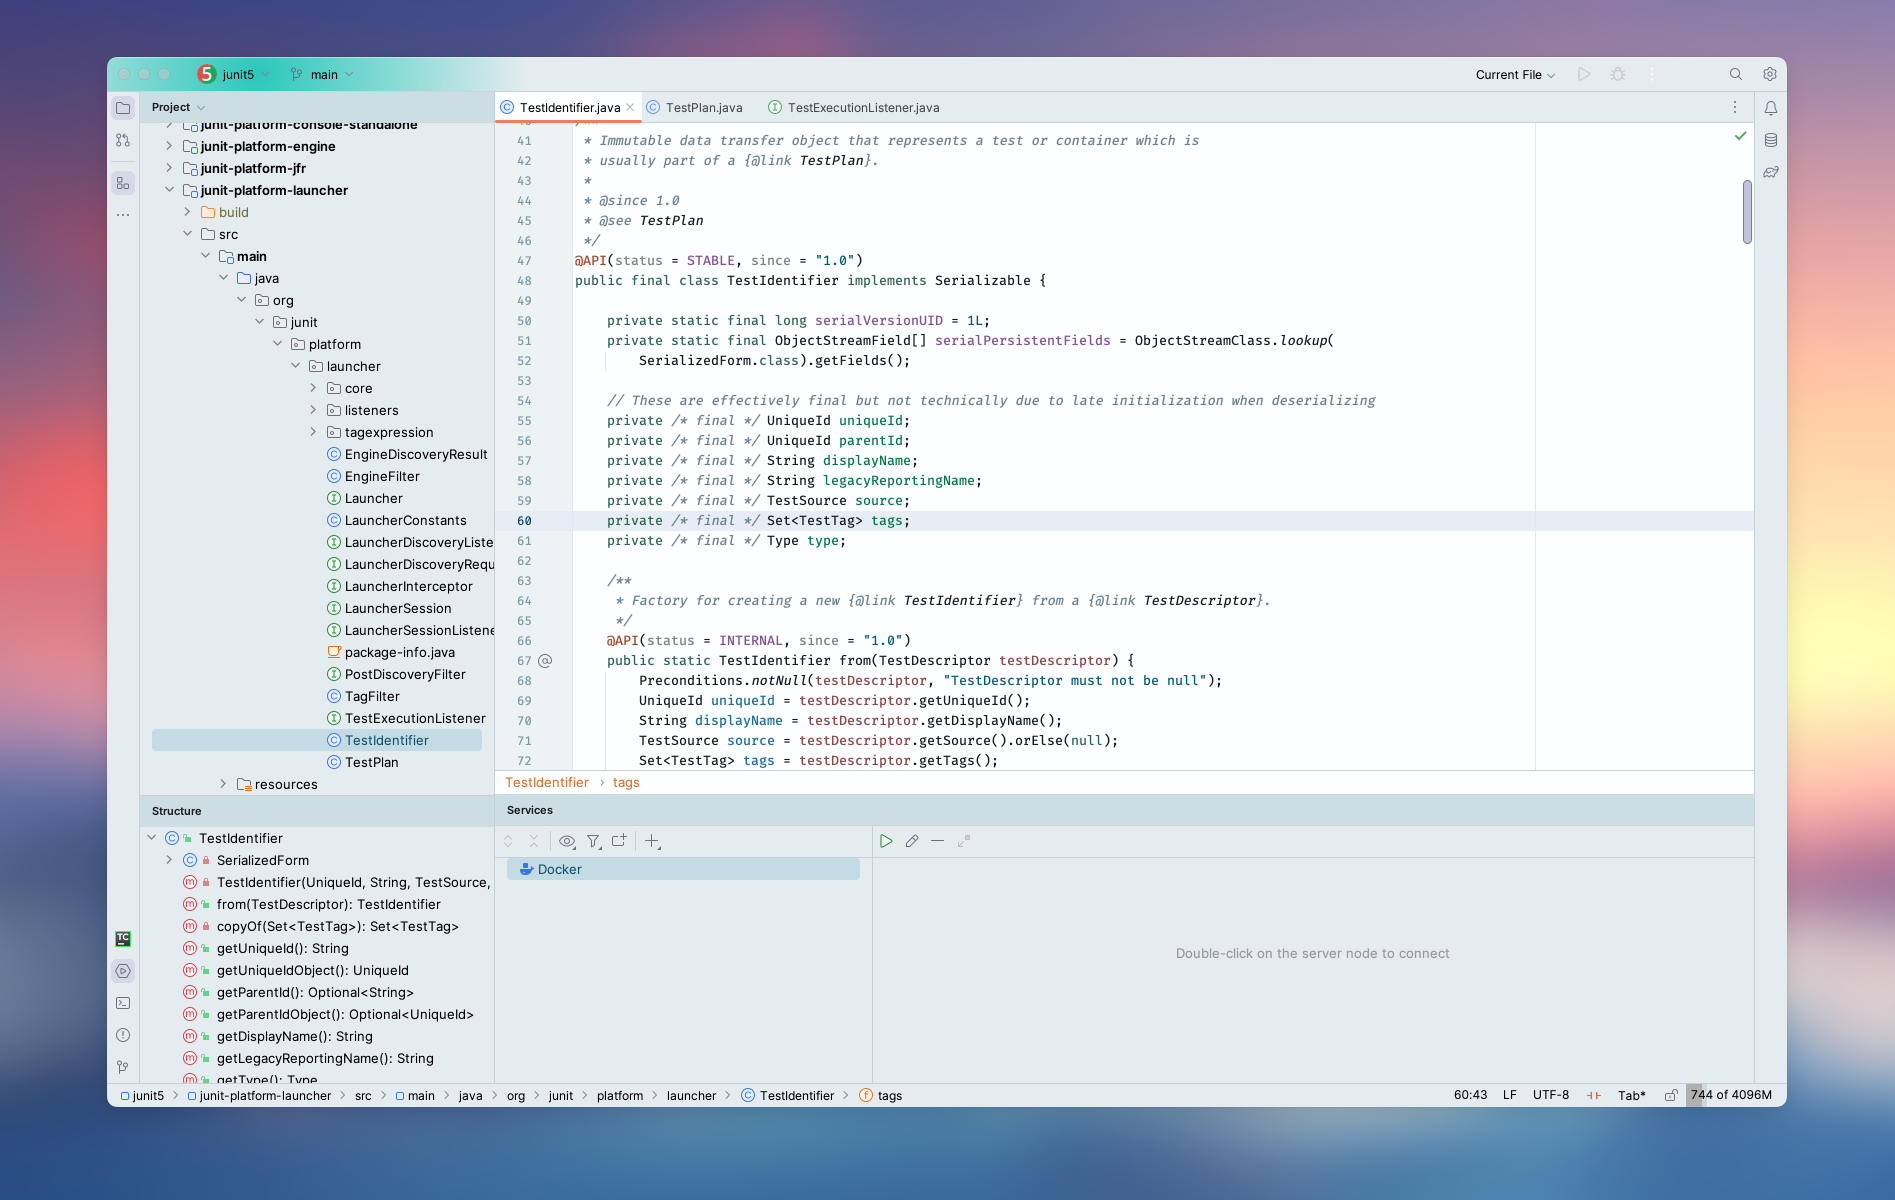 5 junit5 main Current File
Project
junit-platform-console-standalone
junit-platform-engine
junit-platform-jfr
junit-platform-launcher
build
src
main
java
org
junit
platform
launcher
core
listeners
tagexpression
EngineDiscoveryResult
EngineFilter
Launcher
LauncherConstants
LauncherDiscoveryListe
LauncherDiscoveryRequ
LauncherInterceptor
LauncherSession
LauncherSessionListene
package-info.java
PostDiscoveryFilter
TagFilter
TestExecutionListener
TestIdentifier
TestPlan
resources
TestIdentifier.java TestPlan.java TestExecutionListener.java
40 /**
41 * Immutable data transfer object that represents a test or container which is
42 * usually part of a {@link TestPlan}.
43 *
44 * @since 1.0
45 * @see TestPlan
46 */
47 @API(status = STABLE, since = "1.0")
48 public final class TestIdentifier implements Serializable {
49
50 private static final long serialVersionUID = 1L;
51 private static final ObjectStreamField[] serialPersistentFields = ObjectStreamClass.lookup(
52 SerializedForm.class).getFields();
53
54 // These are effectively final but not technically due to late initialization when deserializing
55 private /* final */ UniqueId uniqueId;
56 private /* final */ UniqueId parentId;
57 private /* final */ String displayName;
58 private /* final */ String legacyReportingName;
59 private /* final */ TestSource source;
60 private /* final */ Set<TestTag> tags;
61 private /* final */ Type type;
62
63 /**
64 * Factory for creating a new {@link TestIdentifier} from a {@link TestDescriptor}.
65 */
66 @API(status = INTERNAL, since = "1.0")
67 @ public static TestIdentifier from(TestDescriptor testDescriptor) {
68 Preconditions.notNull(testDescriptor, "TestDescriptor must not be null");
69 UniqueId uniqueId = testDescriptor.getUniqueId();
70 String displayName = testDescriptor.getDisplayName();
71 TestSource source = testDescriptor.getSource().orElse(null);
72 Set<TestTag> tags = testDescriptor.getTags();
TestIdentifier › tags
Structure
TestIdentifier
SerializedForm
TestIdentifier(UniqueId, String, TestSource,
from(TestDescriptor): TestIdentifier
copyOf(Set<TestTag>): Set<TestTag>
getUniqueId(): String
getUniqueIdObject(): UniqueId
getParentId(): Optional<String>
getParentIdObject(): Optional<UniqueId>
getDisplayName(): String
getLegacyReportingName(): String
getType(): Type
Services
Docker
Double-click on the server node to connect
TC
junit5 › junit-platform-launcher › src › main › java › org › junit › platform › launcher › TestIdentifier › tags
60:43 LF UTF-8 Tab* 744 of 4096M